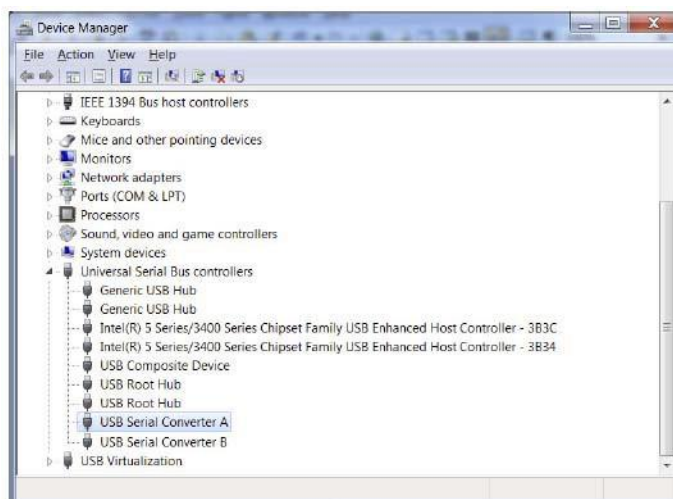 Device Manager
File Action View Help
IEEE 1394 Bus host controllers
Keyboards
Mice and other pointing devices
Monitors
Network adapters
Ports (COM & LPT)
Processors
Sound, video and game controllers
System devices
Universal Serial Bus controllers
Generic USB Hub
Generic USB Hub
Intel(R) 5 Series/3400 Series Chipset Family USB Enhanced Host Controller - 3B3C
Intel(R) 5 Series/3400 Series Chipset Family USB Enhanced Host Controller - 3B34
USB Composite Device
USB Root Hub
USB Root Hub
USB Serial Converter A
USB Serial Converter B
USB Virtualization